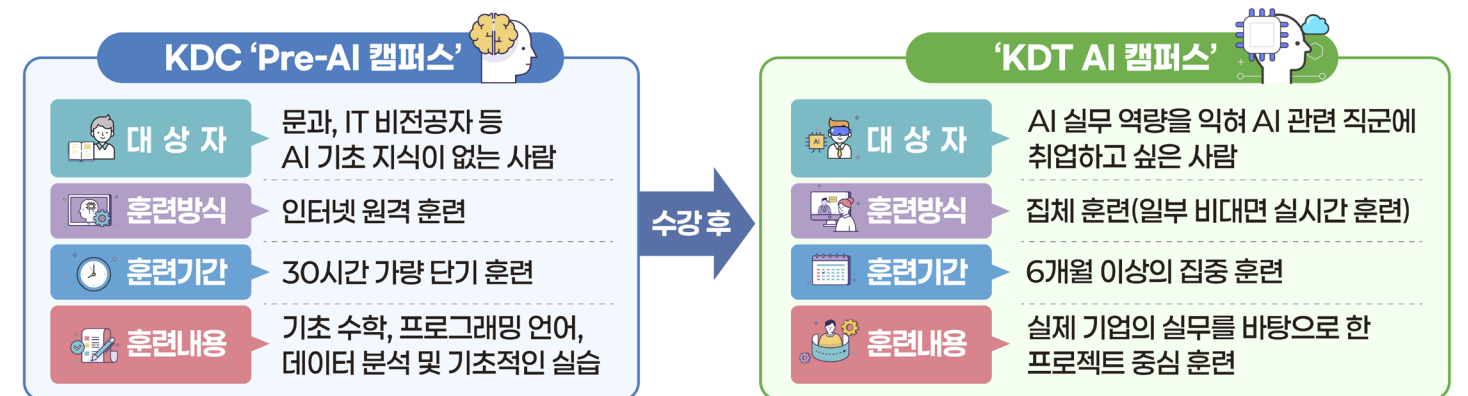 KDC 'Pre-AI 캠퍼스'
대 상 자
문과, IT 비전공자 등
AI 기초 지식이 없는 사람
훈련방식
인터넷 원격 훈련
훈련기간
30시간 가량 단기 훈련
훈련내용
기초 수학, 프로그래밍 언어,
데이터 분석 및 기초적인 실습
수강 후
'KDT AI 캠퍼스'
AI
대 상 자
AI 실무 역량을 익혀 AI 관련 직군에
취업하고 싶은 사람
훈련방식
집체 훈련(일부 비대면 실시간 훈련)
훈련기간
6개월 이상의 집중 훈련
훈련내용
실제 기업의 실무를 바탕으로 한
프로젝트 중심 훈련